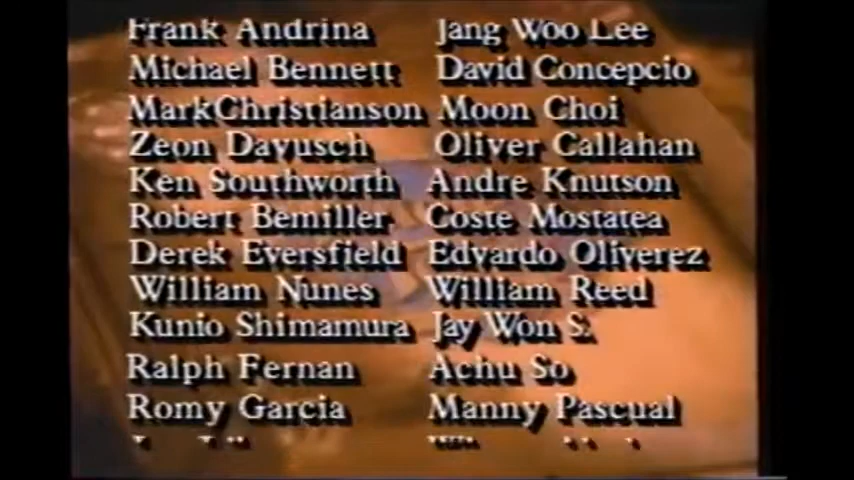 Frank Andrina Jang Woo Lee
Michael Bennett David Concepcio
MarkChristianson Moon Choi
Zeon Davusch Oliver Callahan
Ken Southworth Andre Knutson
Robert Bemiller Coste Mostatea
Derek Eversfield Edvardo Oliverez
William Nunes William Reed
Kunio Shimamura Jay Won S.
Ralph Fernan Achu So
Romy Garcia Manny Pascual